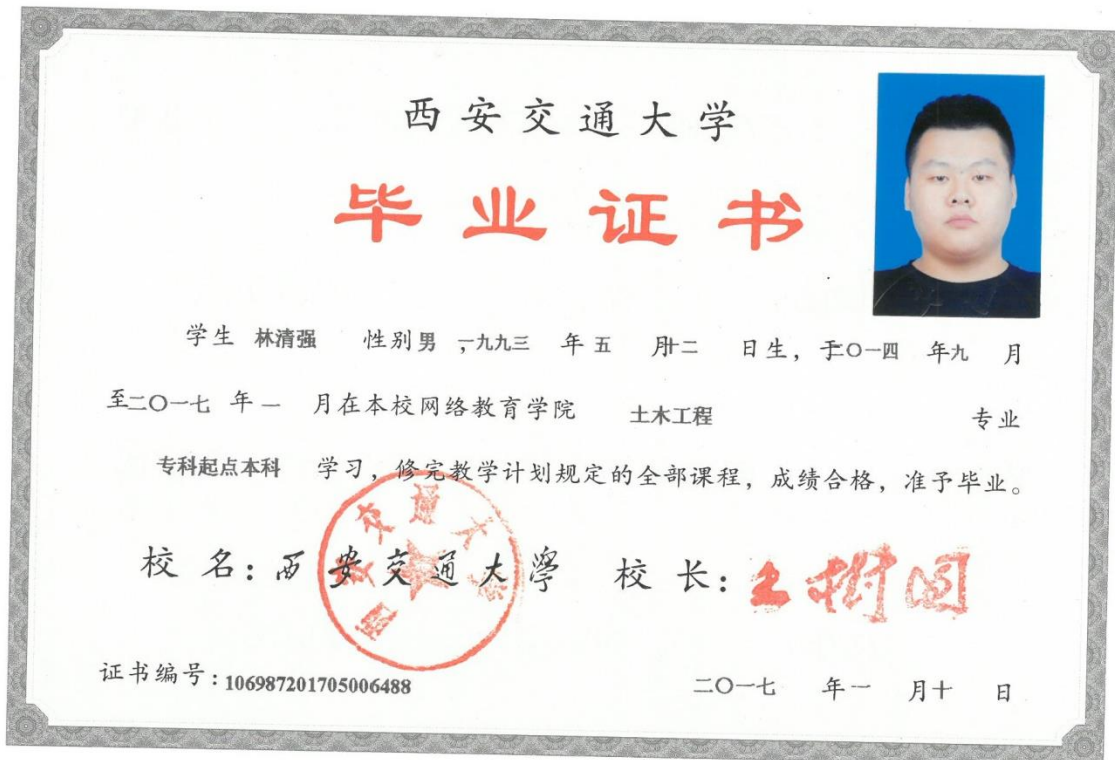 西安交通大学
毕业证书
学生 林清强 性别 男 ,一九九三 年 五 月十二 日生, 于二〇一四 年九 月
至二〇一七 年 一 月在本校网络教育学院 土木工程 专业
专科起点本科 学习, 修完教学计划规定的全部课程, 成绩合格, 准予毕业。
校 名: 西安交通大學 校 长: 王树国
西安交通大学
证书编号: 106987201705006488 二〇一七 年一 月十 日